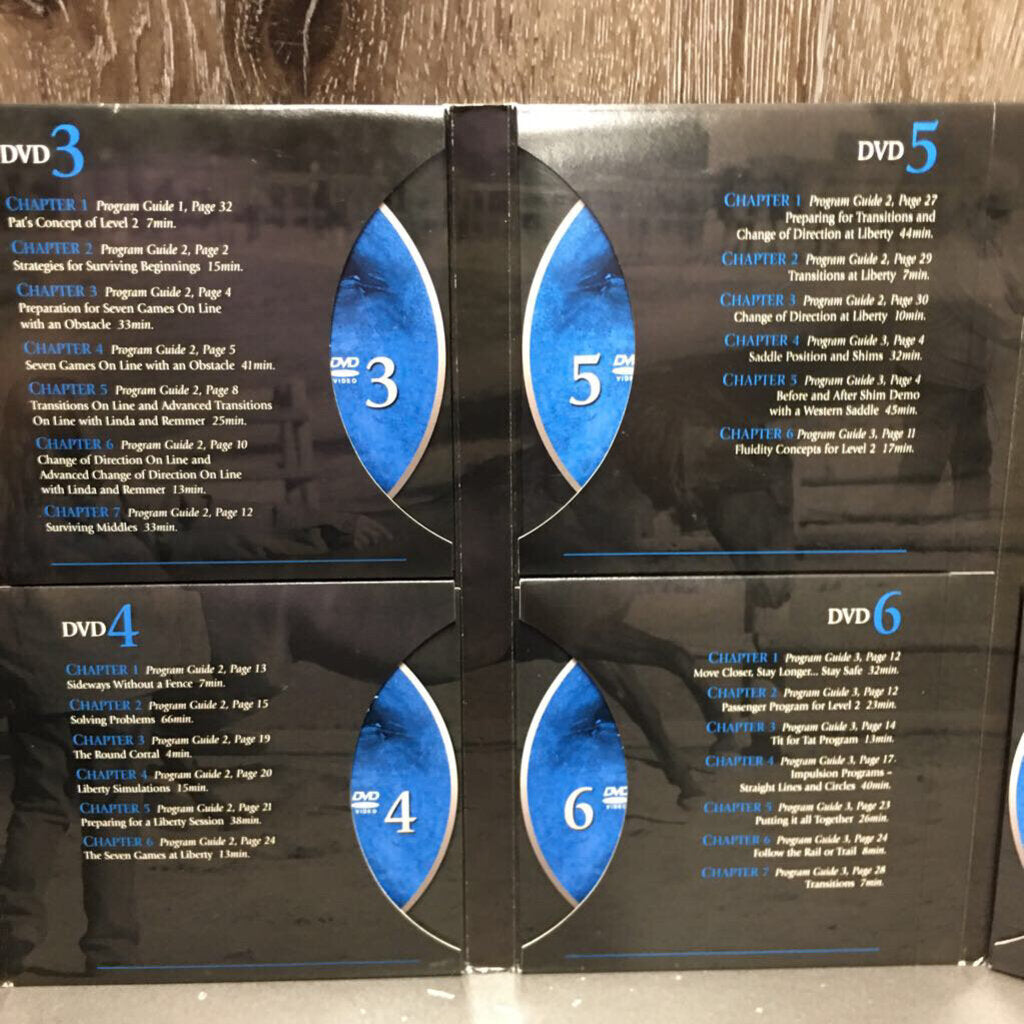 DVD 3
CHAPTER 1 Program Guide 1, Page 32
Pat's Concept of Level 2 7min.
CHAPTER 2 Program Guide 2, Page 2
Strategies for Surviving Beginnings 15min.
CHAPTER 3 Program Guide 2, Page 4
Preparation for Seven Games On Line
with an Obstacle 33min.
CHAPTER 4 Program Guide 2, Page 5
Seven Games On Line with an Obstacle 41min.
CHAPTER 5 Program Guide 2, Page 8
Transitions On Line and Advanced Transitions
On Line with Linda and Remmer 25min.
CHAPTER 6 Program Guide 2, Page 10
Change of Direction On Line and
Advanced Change of Direction On Line
with Linda and Remmer 13min.
CHAPTER 7 Program Guide 2, Page 12
Surviving Middles 33min.
DVD
VIDEO
3
DVD 5
CHAPTER 1 Program Guide 2, Page 27
Preparing for Transitions and
Change of Direction at Liberty 44min.
CHAPTER 2 Program Guide 2, Page 29
Transitions at Liberty 7min.
CHAPTER 3 Program Guide 2, Page 30
Change of Direction at Liberty 10min.
CHAPTER 4 Program Guide 3, Page 4
Saddle Position and Shims 32min.
CHAPTER 5 Program Guide 3, Page 4
Before and After Shim Demo
with a Western Saddle 45min.
CHAPTER 6 Program Guide 3, Page 11
Fluidity Concepts for Level 2 17min.
5
DVD 4
CHAPTER 1 Program Guide 2, Page 13
Sideways Without a Fence 7min.
CHAPTER 2 Program Guide 2, Page 15
Solving Problems 66min.
CHAPTER 3 Program Guide 2, Page 19
The Round Corral 4min.
CHAPTER 4 Program Guide 2, Page 20
Liberty Simulations 15min.
CHAPTER 5 Program Guide 2, Page 21
Preparing for a Liberty Session 38min.
CHAPTER 6 Program Guide 2, Page 24
The Seven Games at Liberty 13min.
DVD
VIDEO
4
DVD 6
CHAPTER 1 Program Guide 3, Page 12
Move Closer, Stay Longer... Stay Safe 32min.
CHAPTER 2 Program Guide 3, Page 12
Passenger Program for Level 2 23min.
CHAPTER 3 Program Guide 3, Page 14
Tit for Tat Program 13min.
CHAPTER 4 Program Guide 3, Page 17
Impulsion Programs –
Straight Lines and Circles 40min.
CHAPTER 5 Program Guide 3, Page 23
Putting it all Together 26min.
CHAPTER 6 Program Guide 3, Page 24
Follow the Rail or Trail 8min.
CHAPTER 7 Program Guide 3, Page 28
Transitions 7min.
6
DVD
VIDEO